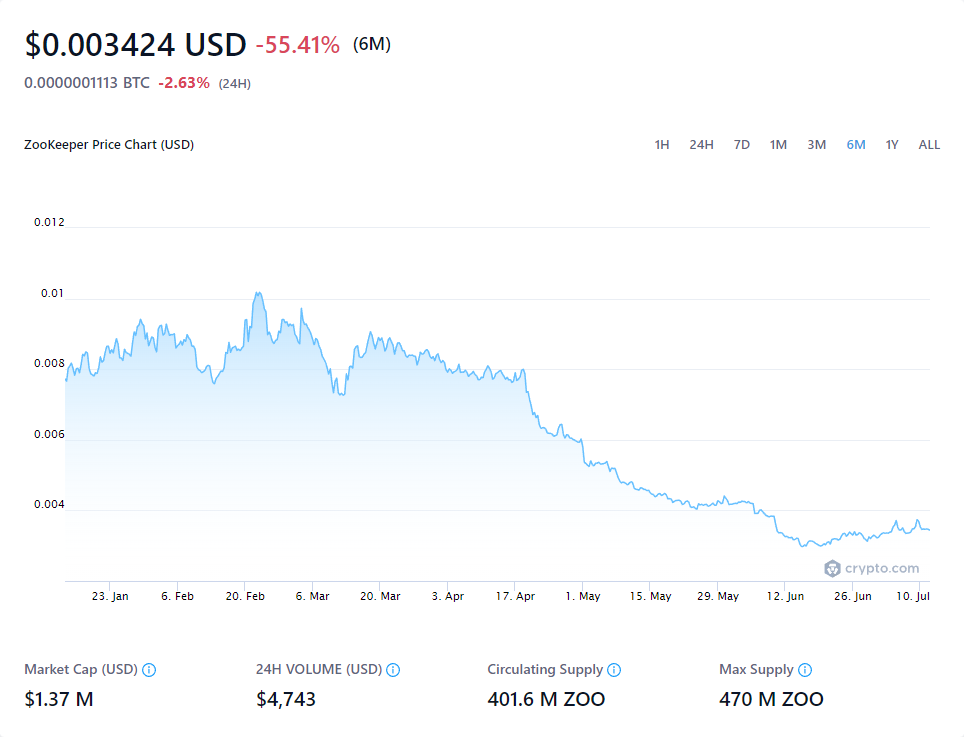 $0.003424 USD -55.41% (6M)
0.0000001113 BTC -2.63% (24H)
ZooKeeper Price Chart (USD) 1H 24H 7D 1M 3M 6M 1Y ALL
0.012
0.01
0.008
0.006
0.004
crypto.com
23. Jan 6. Feb 20. Feb 6. Mar 20. Mar 3. Apr 17. Apr 1. May 15. May 29. May 12. Jun 26. Jun 10. Jul
Market Cap (USD) 24H VOLUME (USD) Circulating Supply Max Supply
$1.37 M $4,743 401.6 M ZOO 470 M ZOO